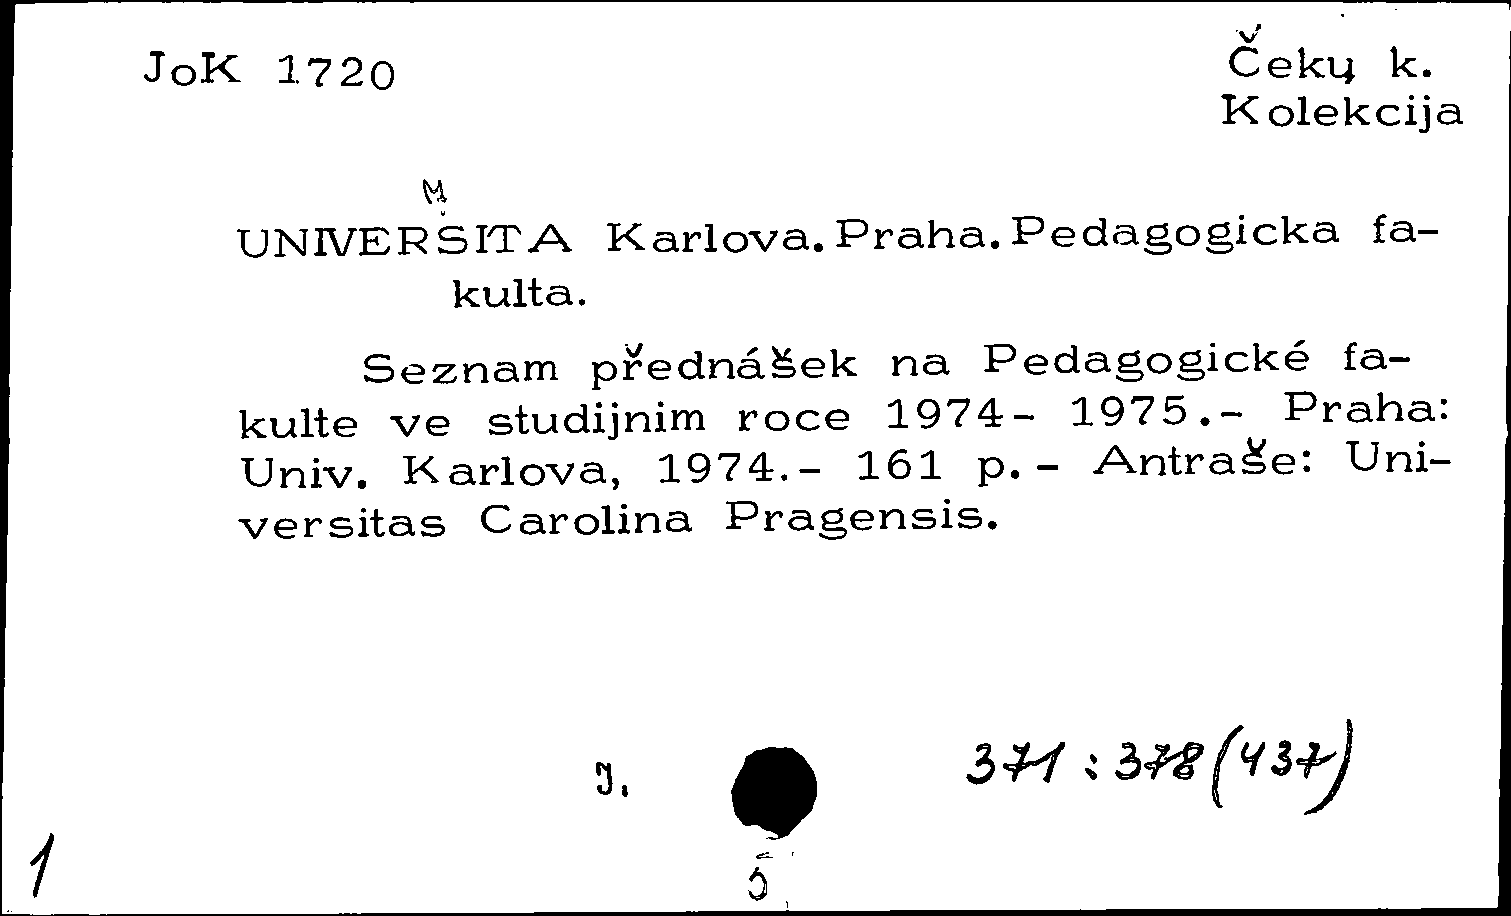 JoK 1720
Čekų k.
Kolekcija
M
UNIVERSITA Karlova. Praha. Pedagogicka fa-
kulta.
Seznam přednášek na Pedagogické fa-
kulte ve studijnim roce 1974- 1975.- Praha:
Univ. Karlova, 1974.- 161 p. - Antraše: Uni-
versitas Carolina Pragensis.
371 : 378 (437)
1
5